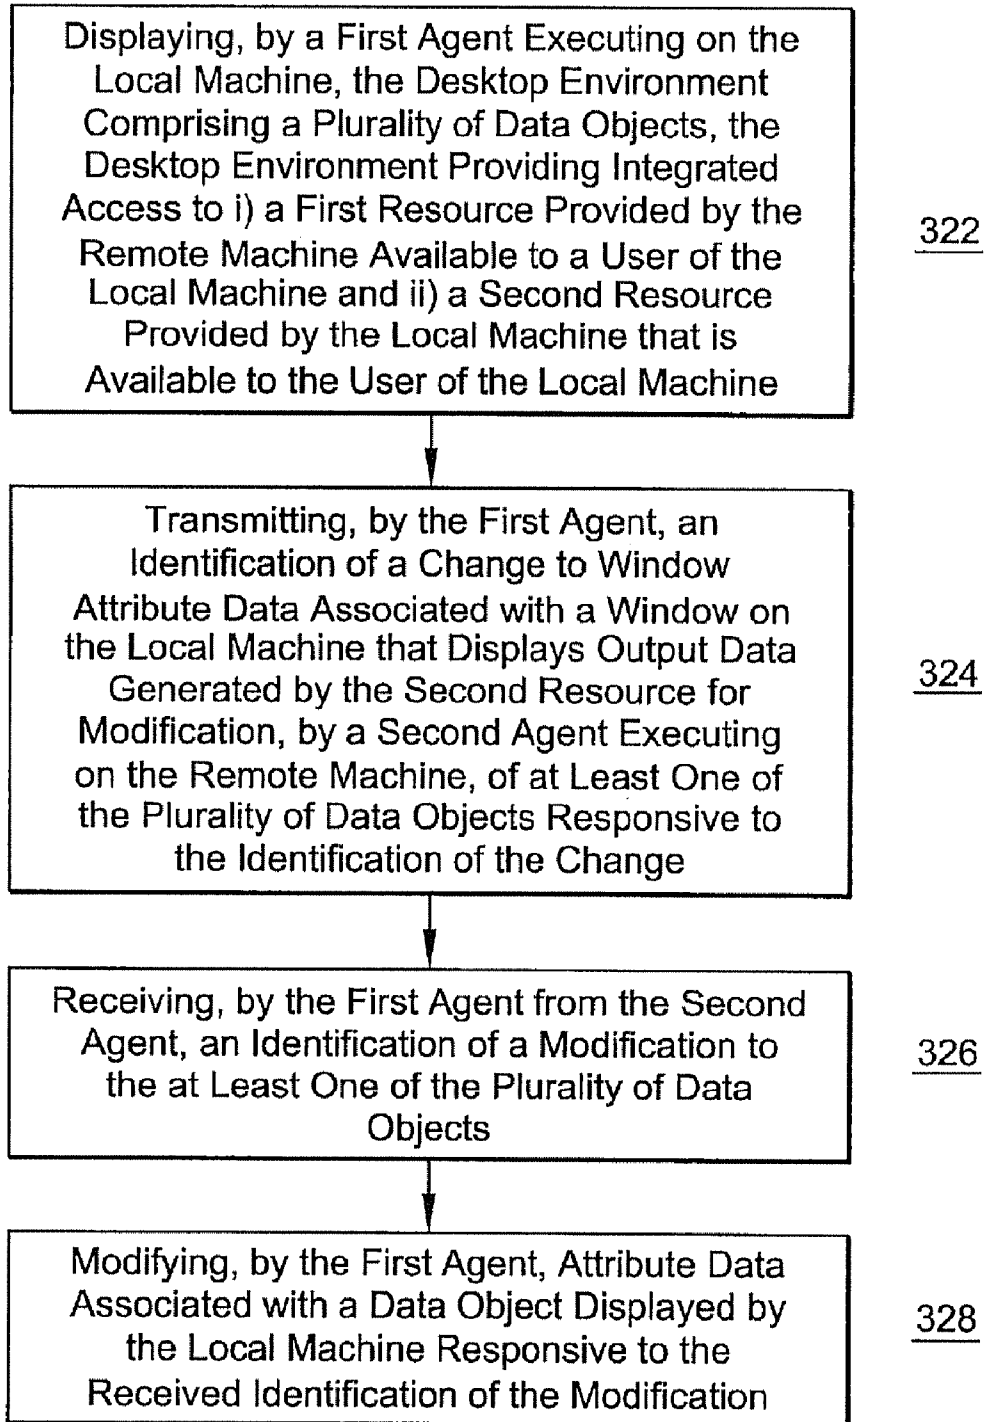 Displaying, by a First Agent Executing on the
Local Machine, the Desktop Environment
Comprising a Plurality of Data Objects, the
Desktop Environment Providing Integrated
Access to i) a First Resource Provided by the
Remote Machine Available to a User of the
Local Machine and ii) a Second Resource
Provided by the Local Machine that is
Available to the User of the Local Machine
322
Transmitting, by the First Agent, an
Identification of a Change to Window
Attribute Data Associated with a Window on
the Local Machine that Displays Output Data
Generated by the Second Resource for
Modification, by a Second Agent Executing
on the Remote Machine, of at Least One of
the Plurality of Data Objects Responsive to
the Identification of the Change
324
Receiving, by the First Agent from the Second
Agent, an Identification of a Modification to
the at Least One of the Plurality of Data
Objects
326
Modifying, by the First Agent, Attribute Data
Associated with a Data Object Displayed by
the Local Machine Responsive to the
Received Identification of the Modification
328